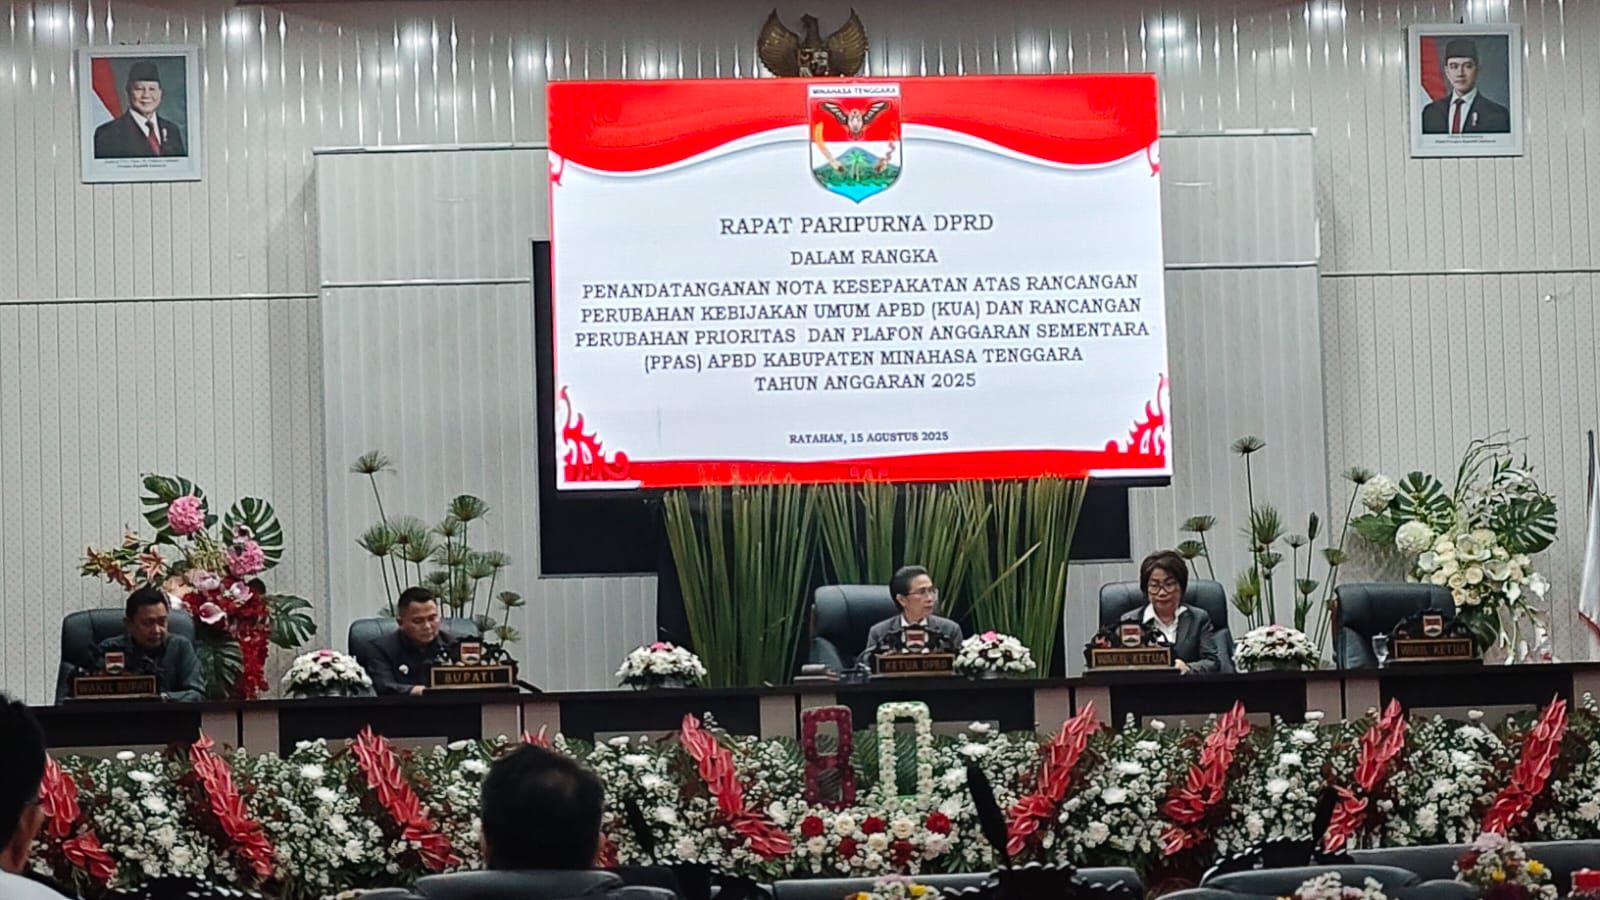 MINAHASA TENGGARA
RAPAT PARIPURNA DPRD
DALAM RANGKA
PENANDATANGANAN NOTA KESEPAKATAN ATAS RANCANGAN
PERUBAHAN KEBIJAKAN UMUM APBD (KUA) DAN RANCANGAN
PERUBAHAN PRIORITAS DAN PLAFON ANGGARAN SEMENTARA
(PPAS) APBD KABUPATEN MINAHASA TENGGARA
TAHUN ANGGARAN 2025
RATAHAN, 15 AGUSTUS 2025
WAKIL BUPATI
BUPATI
KETUA DPRD
WAKIL KETUA
WAKIL KETUA
80